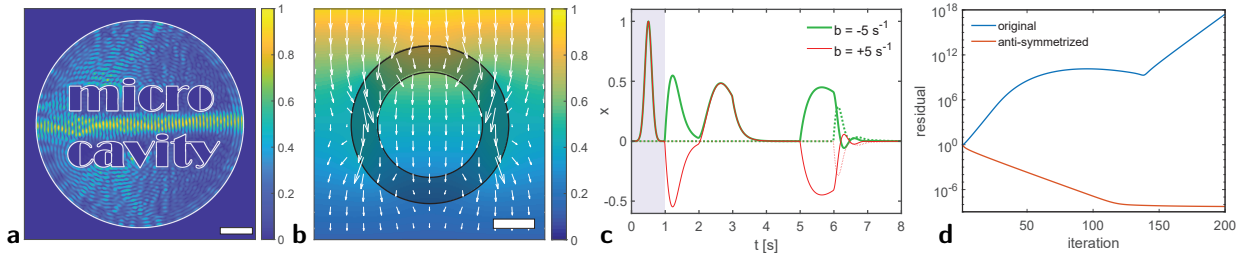 micro
cavity
1
0.8
0.6
0.4
0.2
0
a
1
0.8
0.6
0.4
0.2
0
b
x
1
0.5
0
-0.5
b = -5 s⁻¹
b = +5 s⁻¹
0 1 2 3 4 5 6 7 8
t [s]
c
residual
10¹⁸
10¹²
10⁶
10⁰
10⁻⁶
original
anti-symmetrized
0 50 100 150 200
iteration
d